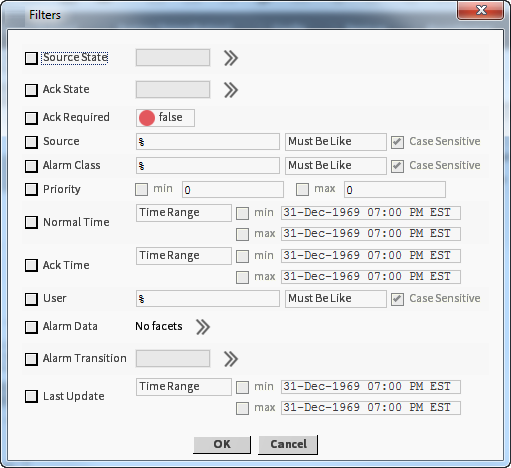 Filters
Source State
Ack State
Ack Required false
Source % Must Be Like Case Sensitive
Alarm Class % Must Be Like Case Sensitive
Priority min 0 max 0
Normal Time Time Range min 31-Dec-1969 07:00 PM EST
max 31-Dec-1969 07:00 PM EST
Ack Time Time Range min 31-Dec-1969 07:00 PM EST
max 31-Dec-1969 07:00 PM EST
User % Must Be Like Case Sensitive
Alarm Data No facets
Alarm Transition
Last Update Time Range min 31-Dec-1969 07:00 PM EST
max 31-Dec-1969 07:00 PM EST
OK Cancel